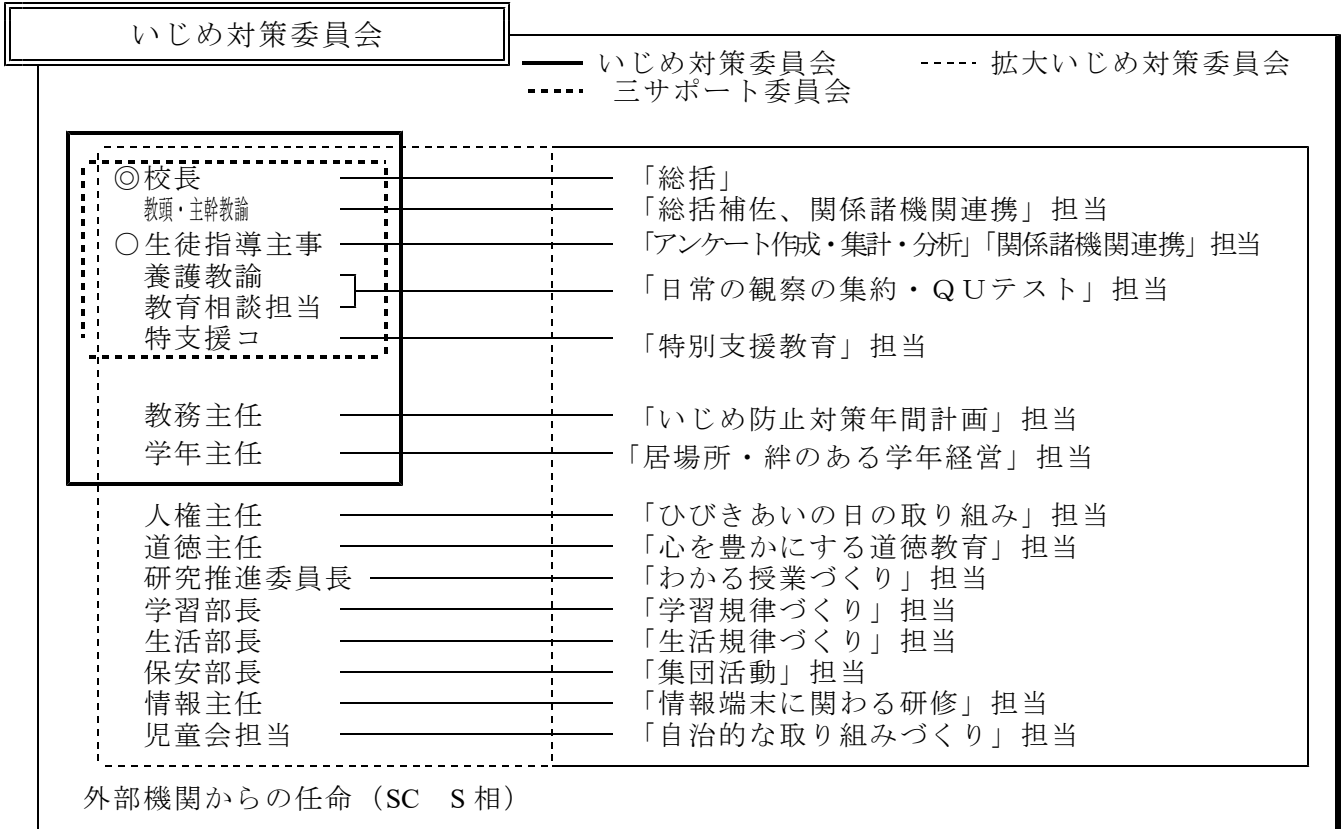 いじめ対策委員会
いじめ対策委員会 拡大いじめ対策委員会
三サポート委員会
◎校長 「総括」
教頭・主幹教諭 「総括補佐、関係諸機関連携」担当
○生徒指導主事 「アンケート作成・集計・分析」「関係諸機関連携」担当
養護教諭
教育相談担当 「日常の観察の集約・QUテスト」担当
特支援コ 「特別支援教育」担当
教務主任 「いじめ防止対策年間計画」担当
学年主任 「居場所・絆のある学年経営」担当
人権主任 「ひびきあいの日の取り組み」担当
道徳主任 「心を豊かにする道徳教育」担当
研究推進委員長 「わかる授業づくり」担当
学習部長 「学習規律づくり」担当
生活部長 「生活規律づくり」担当
保安部長 「集団活動」担当
情報主任 「情報端末に関わる研修」担当
児童会担当 「自治的な取り組みづくり」担当
外部機関からの任命(SC S相)